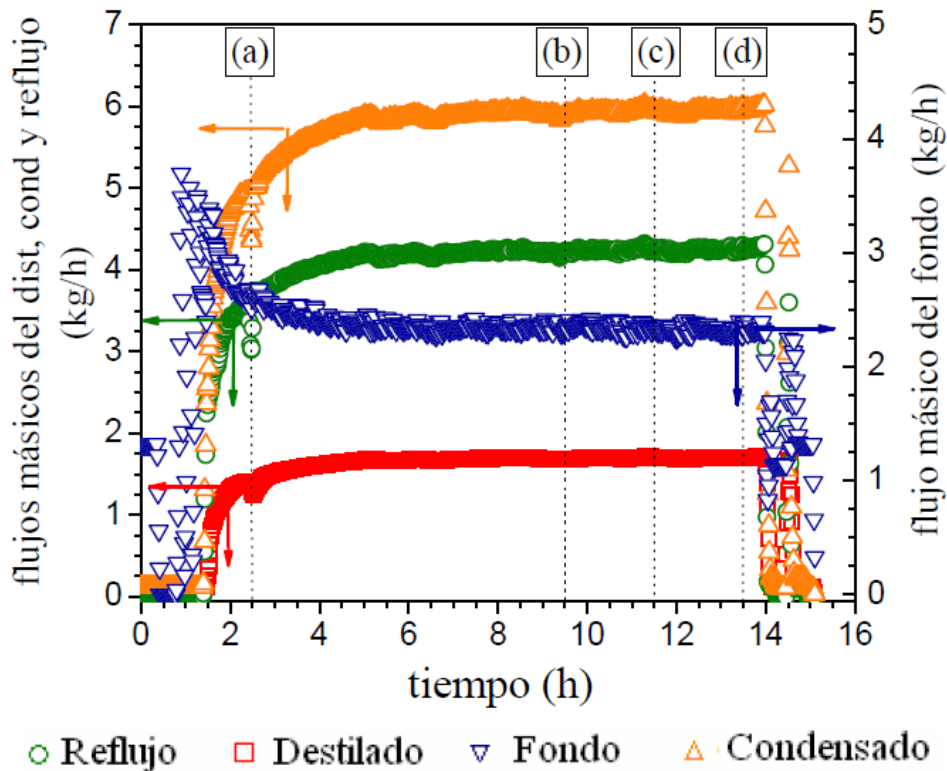 (a) (b) (c) (d)
flujos másicos del dist, cond y reflujo
(kg/h)
7
6
5
4
3
2
1
0
5
4
3
2
1
0
flujo másico del fondo (kg/h)
0 2 4 6 8 10 12 14 16
tiempo (h)
Reflujo Destilado Fondo Condensado